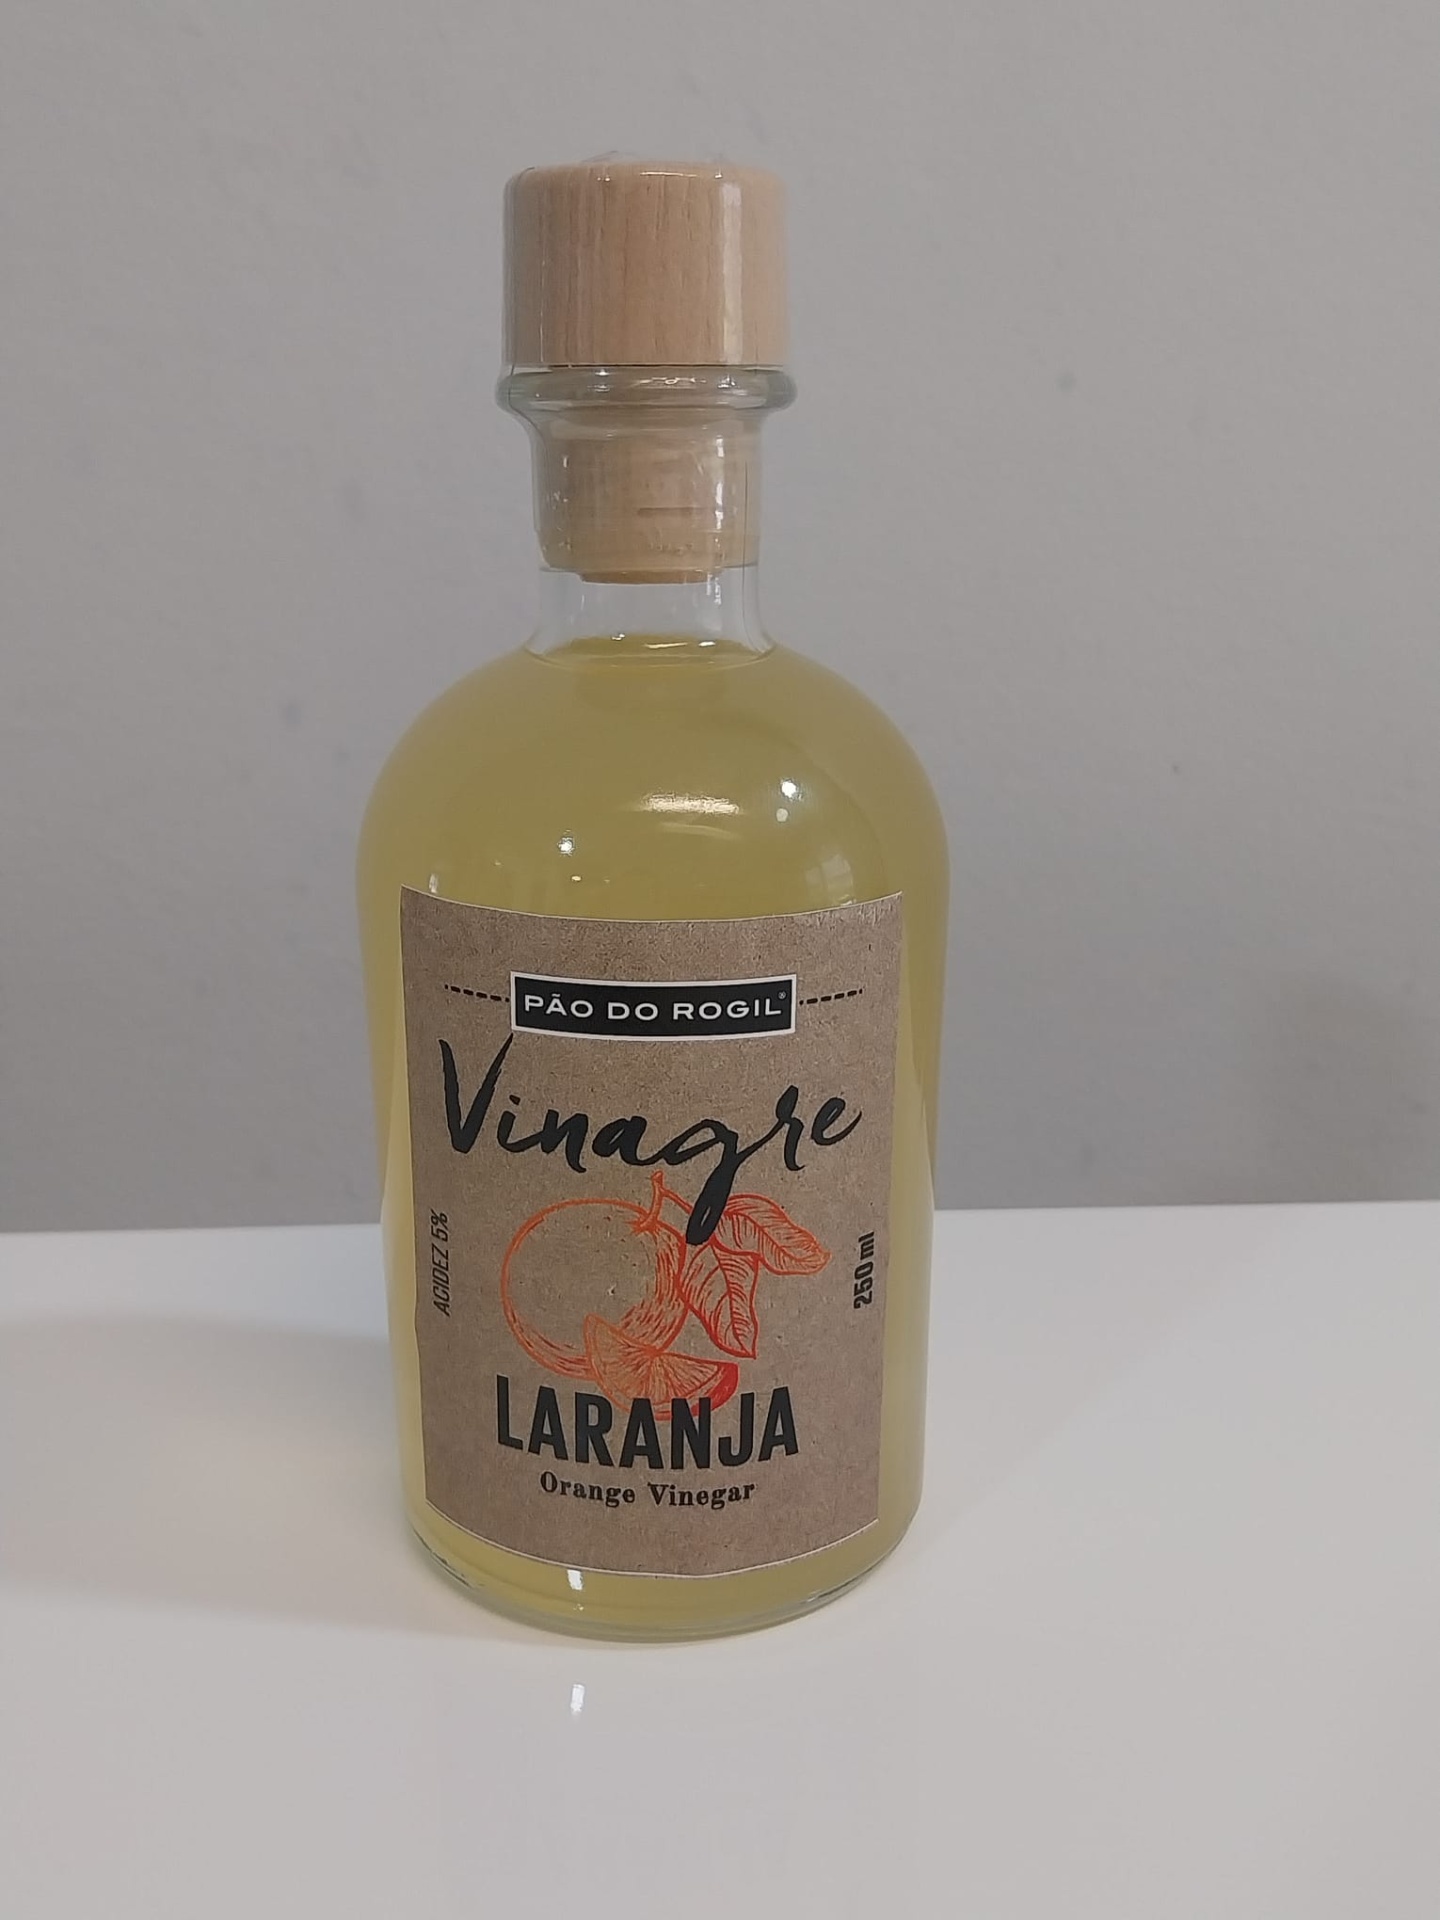 PÃO DO ROGIL®
Vinagre
ACIDEZ 5%
250 ml
LARANJA
Orange Vinegar